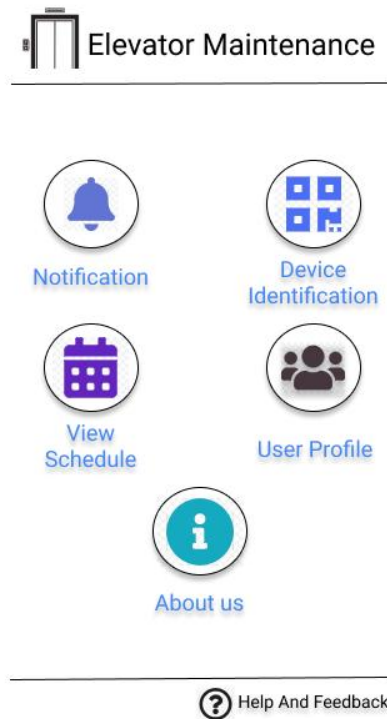 Elevator Maintenance
Notification
Device
Identification
View
Schedule
User Profile
About us
Help And Feedback